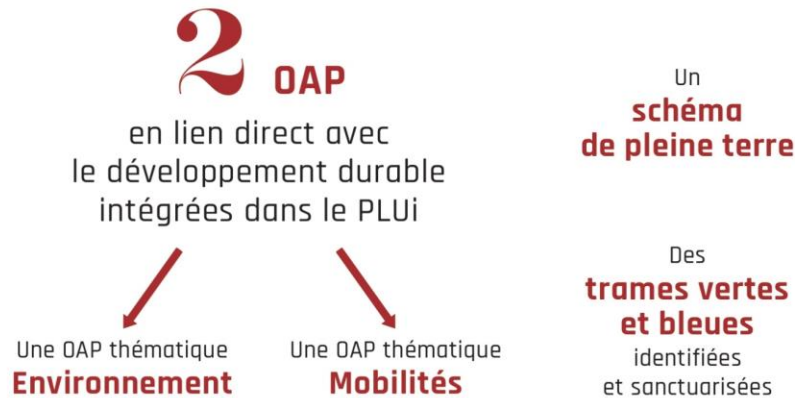 2 OAP
en lien direct avec
le développement durable
intégrées dans le PLUi
Une OAP thématique
Environnement
Une OAP thématique
Mobilités
Un
schéma
de pleine terre
Des
trames vertes
et bleues
identifiées
et sanctuarisées